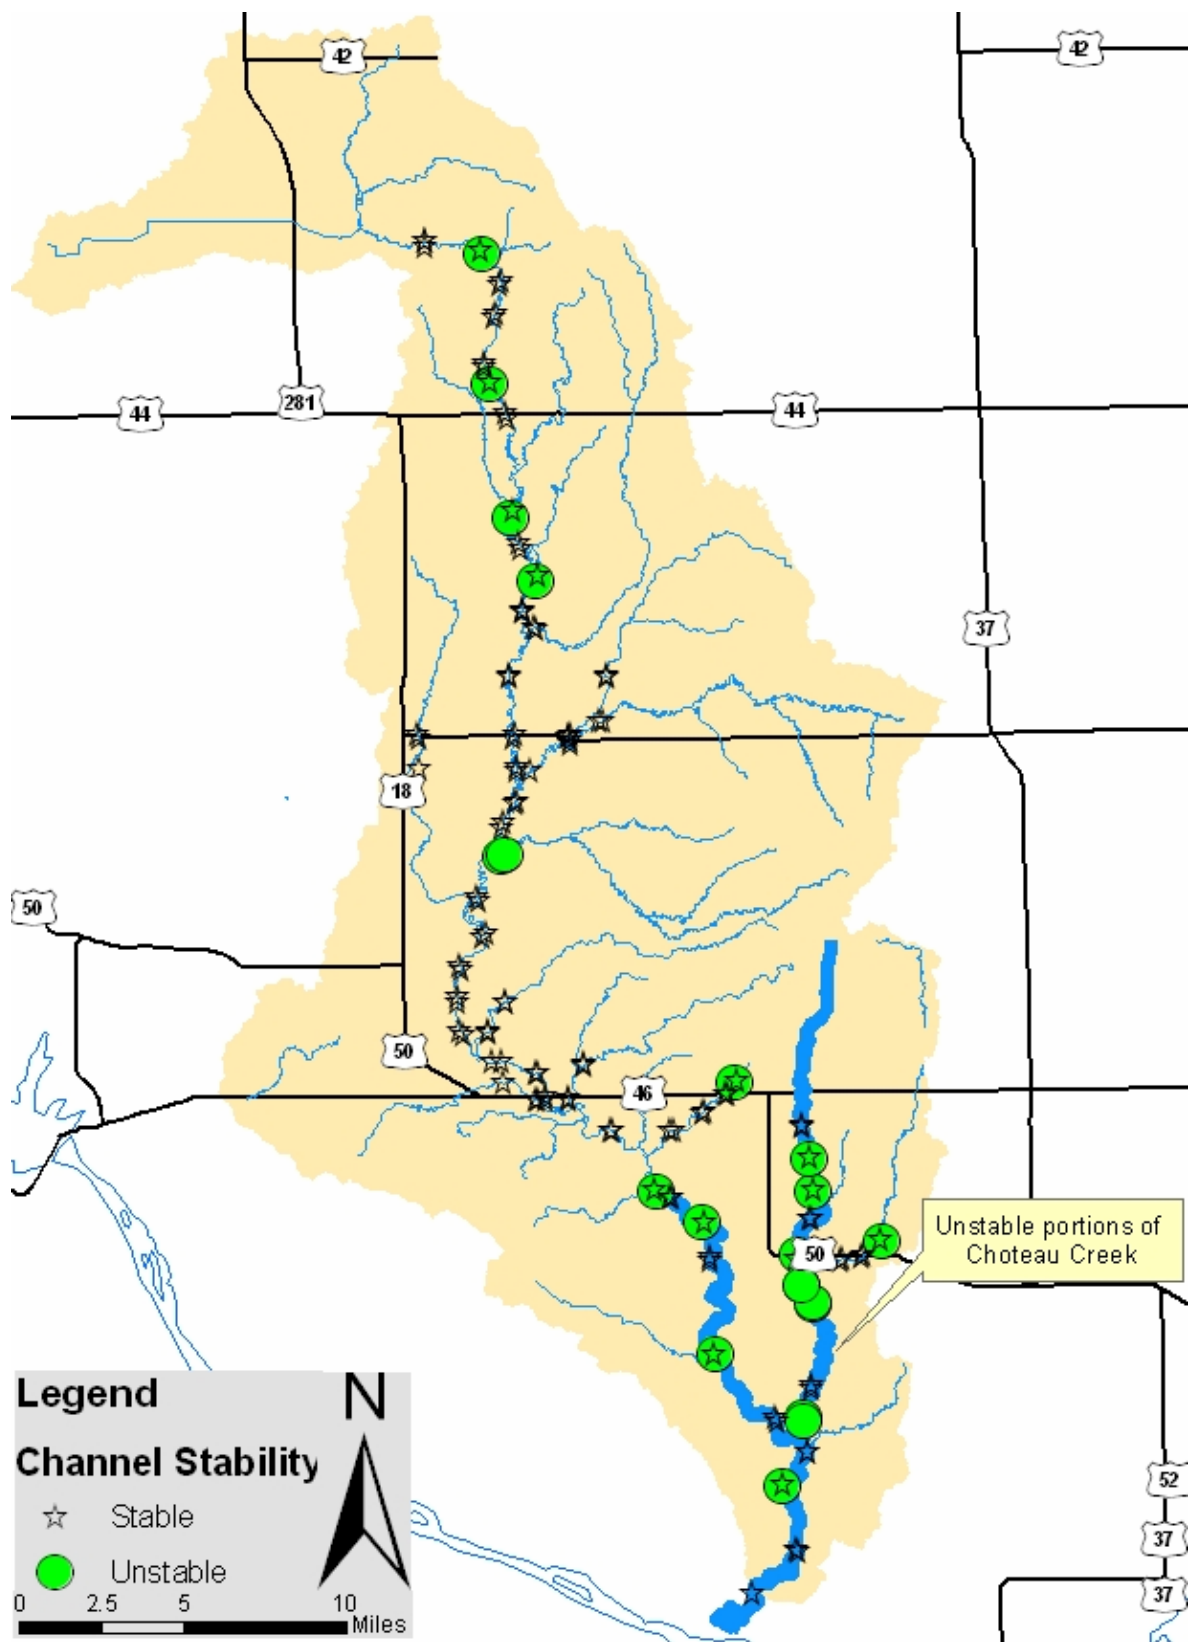 42
42
44
281
44
37
18
50
50
46
Unstable portions of
Choteau Creek
50
Legend
N
Channel Stability
Stable
Unstable
0 2.5 5 10
Miles
52
37
37